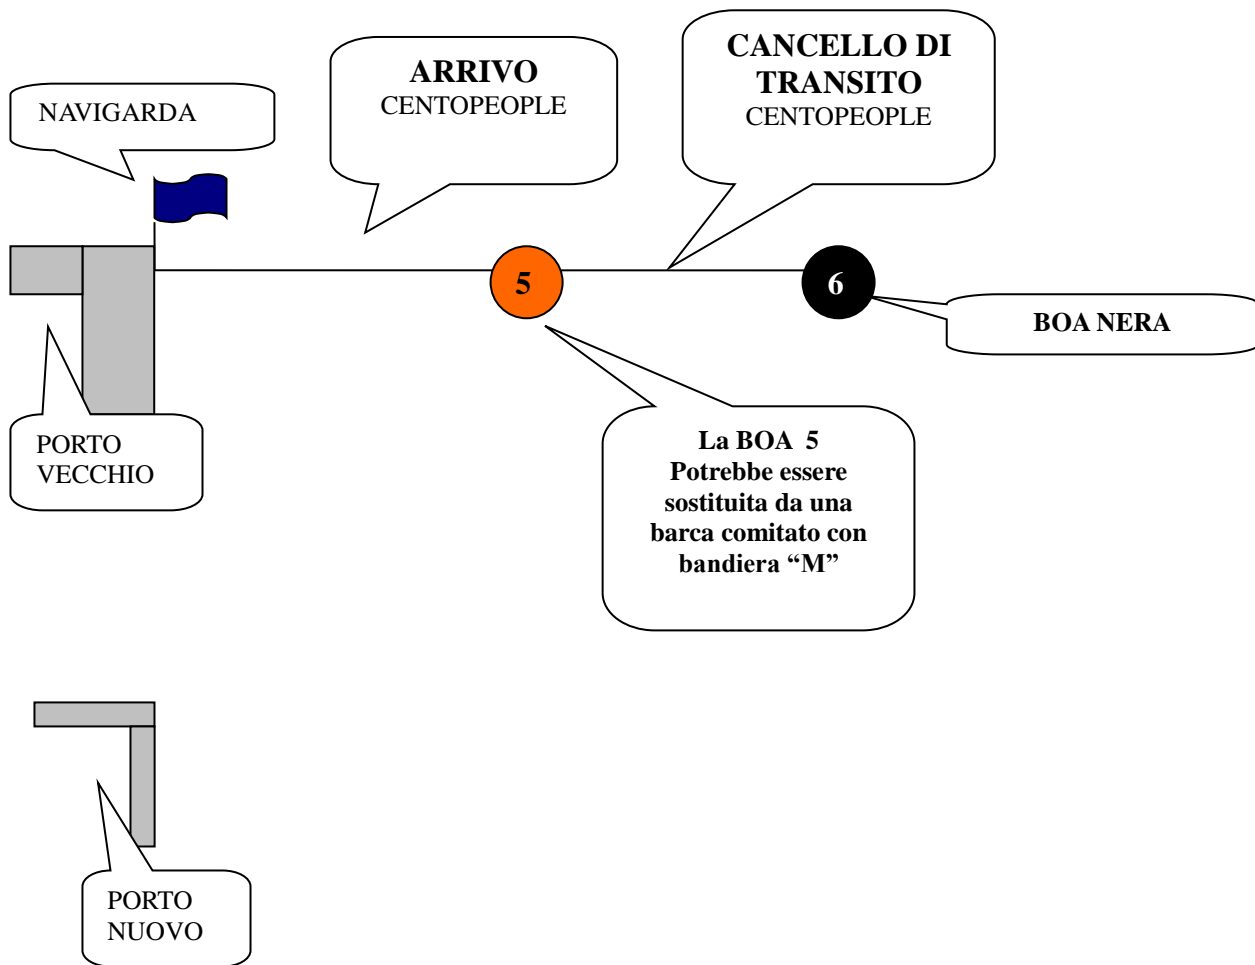 CANCELLO DI
TRANSITO
CENTOPEOPLE
ARRIVO
CENTOPEOPLE
NAVIGARDA
5
6
BOA NERA
PORTO
VECCHIO
La BOA 5
Potrebbe essere
sostituita da una
barca comitato con
bandiera “M”
PORTO
NUOVO